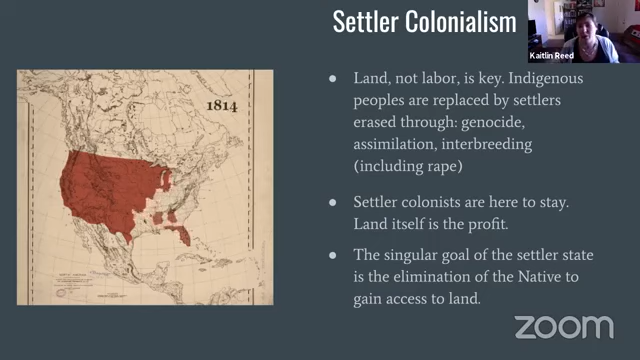 Settler Colonialism
Kaitlin Reed
1814
● Land, not labor, is key. Indigenous
peoples are replaced by settlers
erased through: genocide,
assimilation, interbreeding
(including rape)
● Settler colonists are here to stay.
Land itself is the profit.
● The singular goal of the settler state
is the elimination of the Native to
gain access to land.
zoom